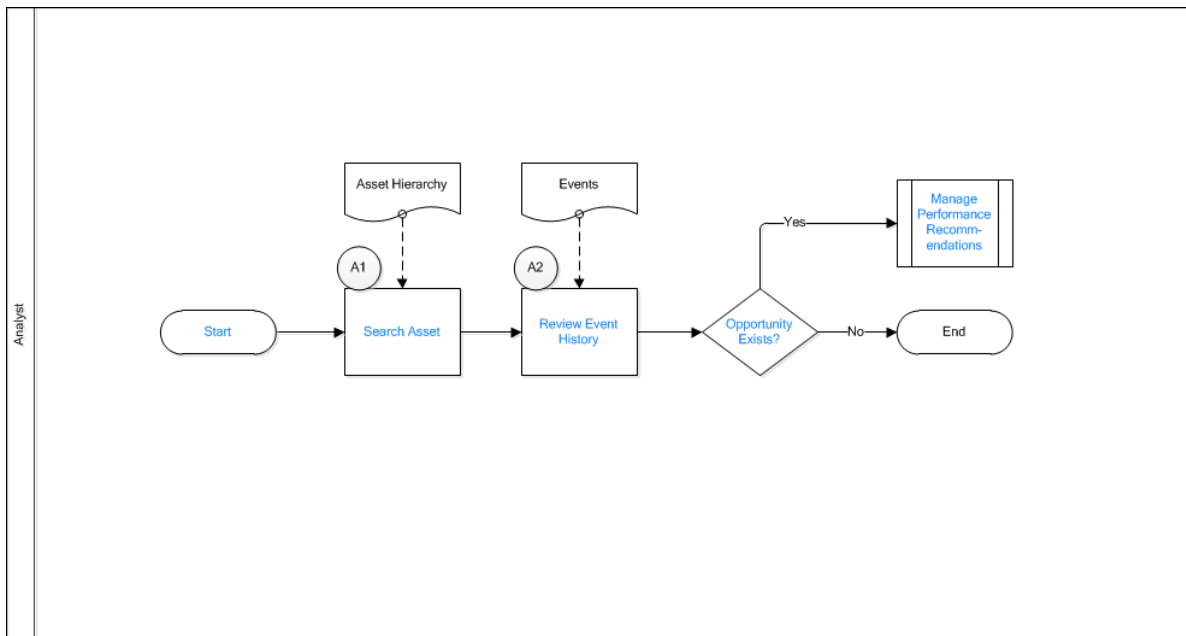 Analyst
Asset Hierarchy
Events
Manage
Performance
Recomm-
endations
Yes
A1
A2
Start
Search Asset
Review Event
History
Opportunity
Exists?
No
End